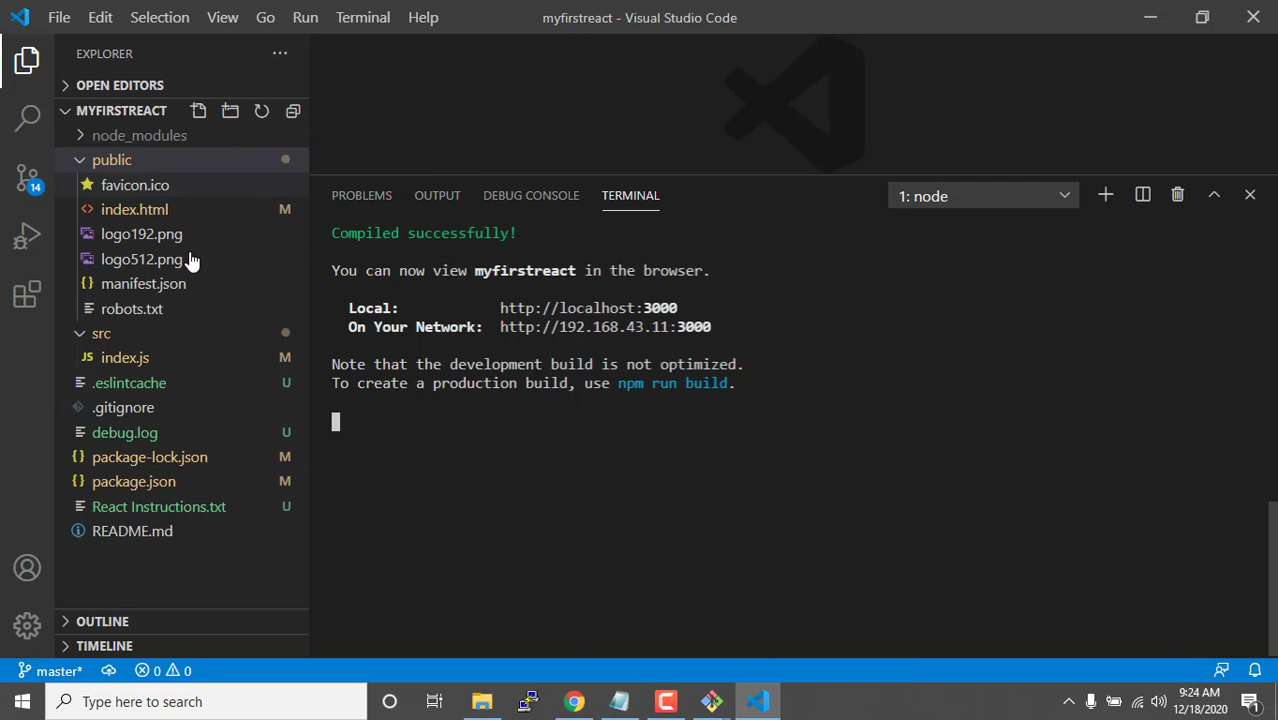 File Edit Selection View Go Run Terminal Help myfirstreact - Visual Studio Code
EXPLORER
OPEN EDITORS
MYFIRSTREACT
node_modules
public
favicon.ico
index.html M
logo192.png
logo512.png
manifest.json
robots.txt
src
JS index.js M
.eslintcache U
.gitignore
debug.log U
package-lock.json M
package.json M
React Instructions.txt U
README.md
OUTLINE
TIMELINE
14
PROBLEMS OUTPUT DEBUG CONSOLE TERMINAL 1: node
Compiled successfully!
You can now view myfirstreact in the browser.
Local: http://localhost:3000
On Your Network: http://192.168.43.11:3000
Note that the development build is not optimized.
To create a production build, use npm run build.
master* 0 0
Type here to search
9:24 AM
12/18/2020
1